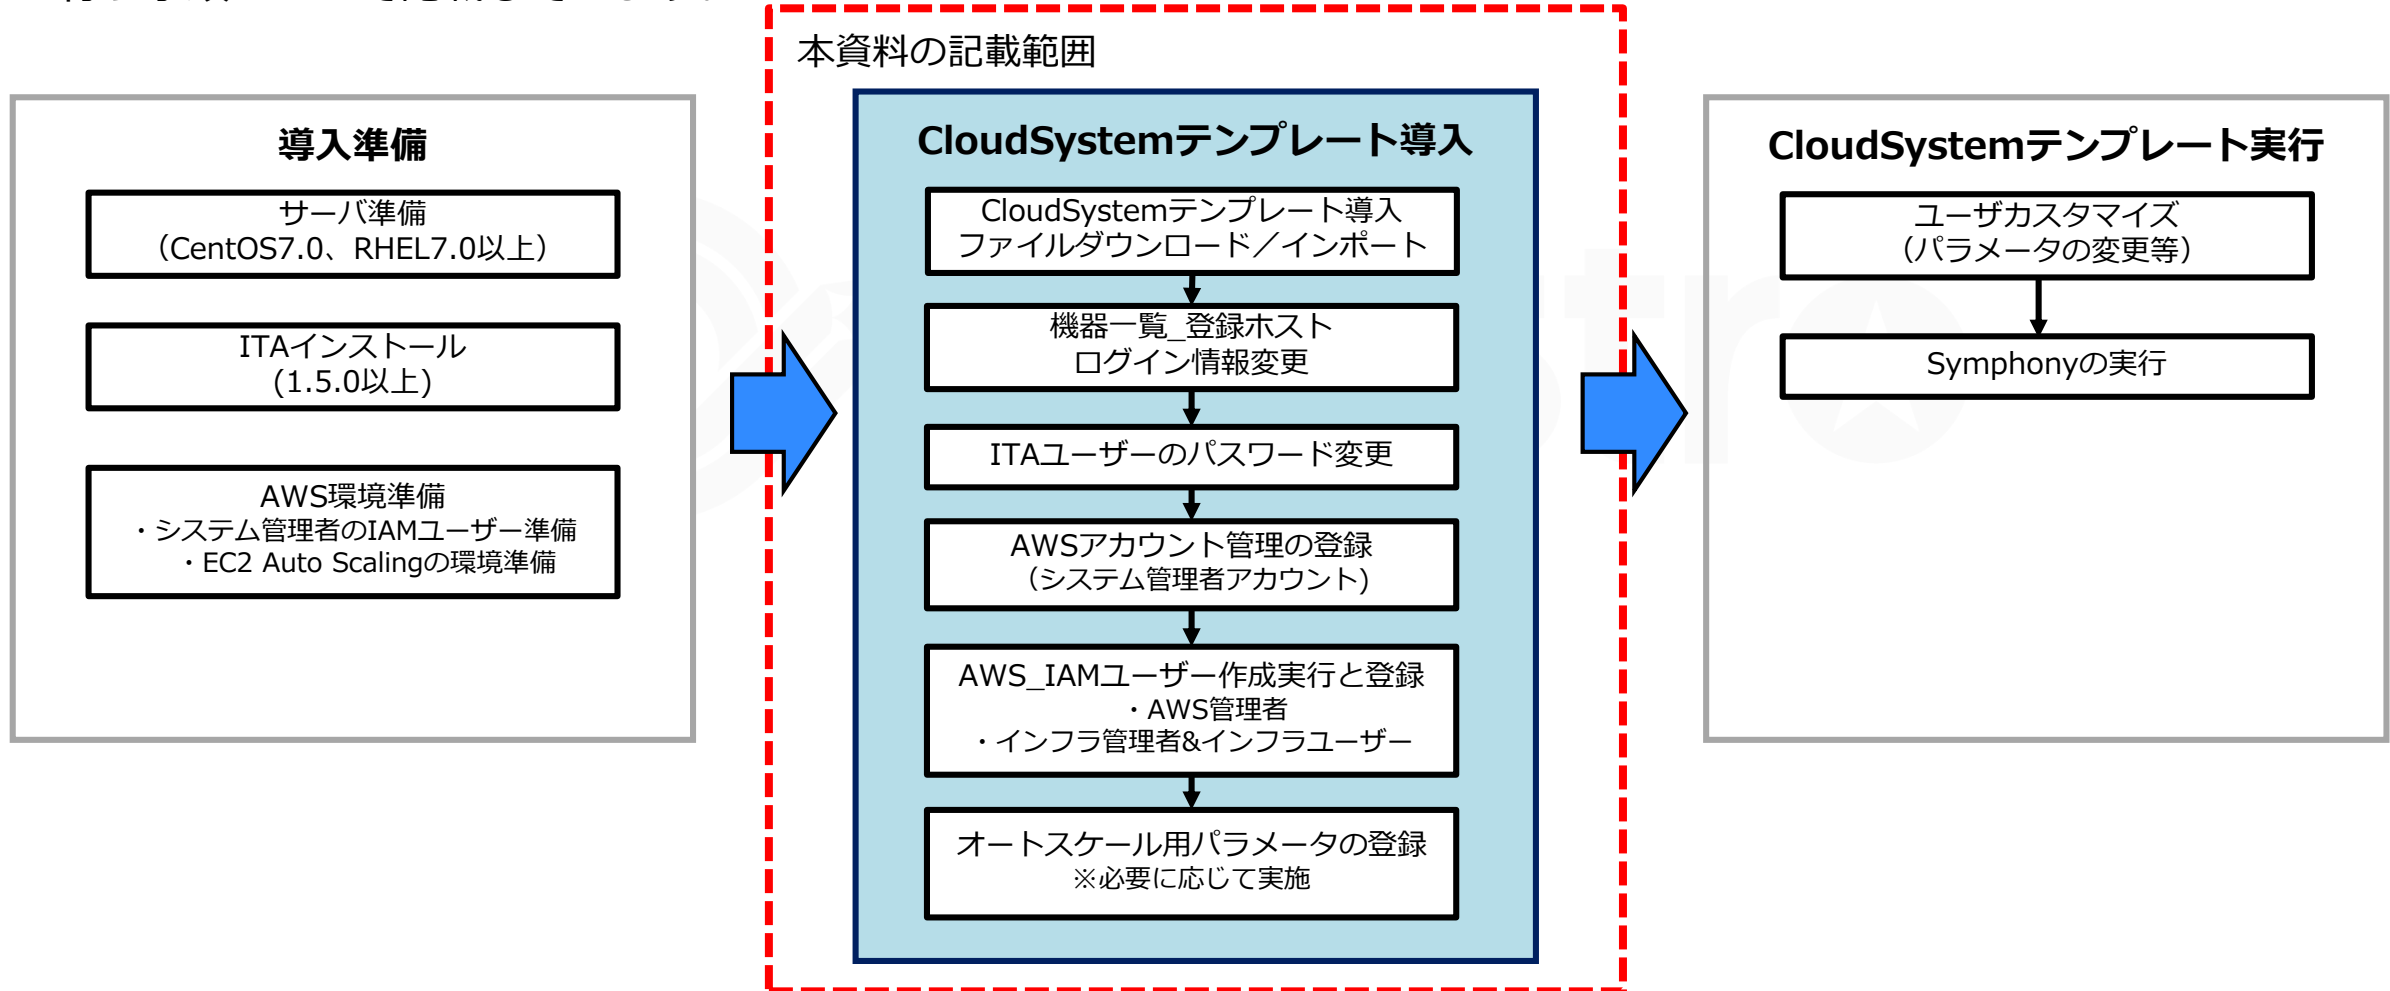 本資料の記載範囲
導入準備
サーバ準備
（CentOS7.0、RHEL7.0以上）
ITAインストール
(1.5.0以上)
AWS環境準備
・システム管理者のIAMユーザー準備
・EC2 Auto Scalingの環境準備
CloudSystemテンプレート導入
CloudSystemテンプレート導入
ファイルダウンロード／インポート
機器一覧_登録ホスト
ログイン情報変更
ITAユーザーのパスワード変更
AWSアカウント管理の登録
（システム管理者アカウント)
AWS_IAMユーザー作成実行と登録
・AWS管理者
・インフラ管理者&インフラユーザー
オートスケール用パラメータの登録
※必要に応じて実施
CloudSystemテンプレート実行
ユーザカスタマイズ
（パラメータの変更等）
Symphonyの実行